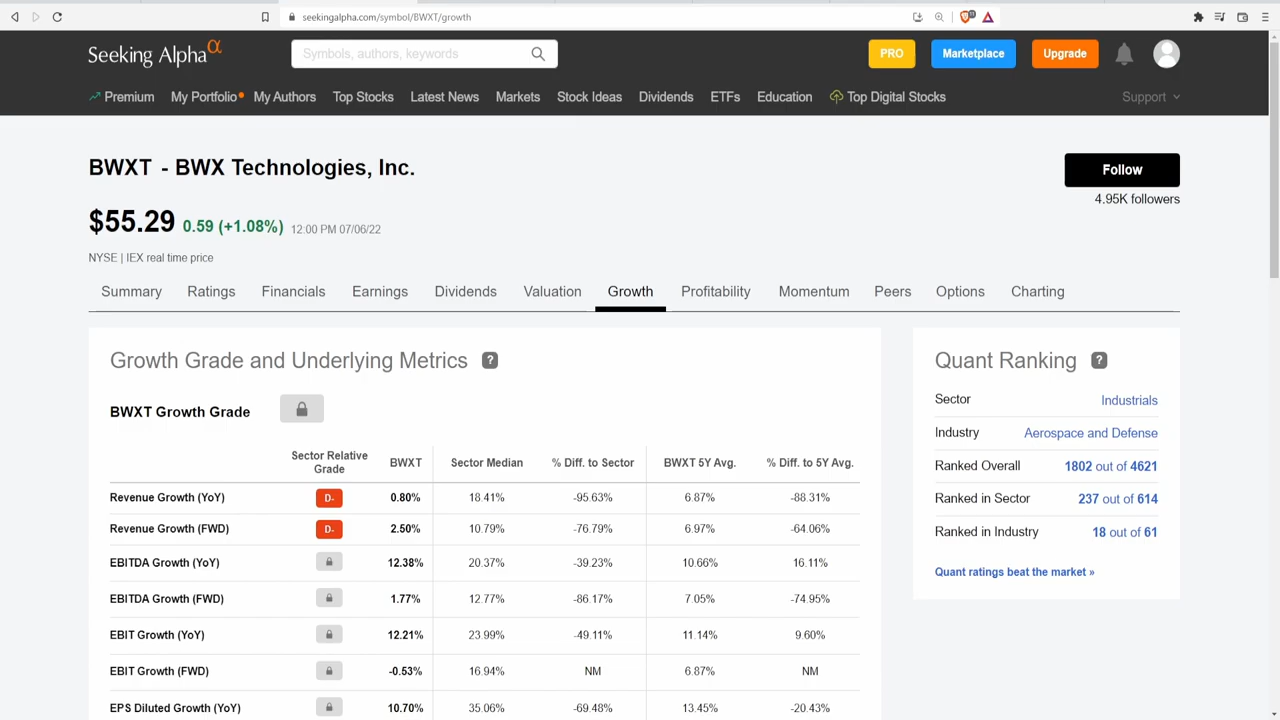 seekingalpha.com/symbol/BWXT/growth
Seeking Alpha α
Symbols, authors, keywords
PRO
Marketplace
Upgrade
Premium My Portfolio My Authors Top Stocks Latest News Markets Stock Ideas Dividends ETFs Education Top Digital Stocks Support
BWXT - BWX Technologies, Inc.
Follow
4.95K followers
$55.29 0.59 (+1.08%) 12:00 PM 07/06/22
NYSE | IEX real time price
Summary Ratings Financials Earnings Dividends Valuation Growth Profitability Momentum Peers Options Charting
Growth Grade and Underlying Metrics ?
BWXT Growth Grade
Sector Relative
Grade
BWXT Sector Median % Diff. to Sector BWXT 5Y Avg. % Diff. to 5Y Avg.
Revenue Growth (YoY) D- 0.80% 18.41% -95.63% 6.87% -88.31%
Revenue Growth (FWD) D- 2.50% 10.79% -76.79% 6.97% -64.06%
EBITDA Growth (YoY) 12.38% 20.37% -39.23% 10.66% 16.11%
EBITDA Growth (FWD) 1.77% 12.77% -86.17% 7.05% -74.95%
EBIT Growth (YoY) 12.21% 23.99% -49.11% 11.14% 9.60%
EBIT Growth (FWD) -0.53% 16.94% NM 6.87% NM
EPS Diluted Growth (YoY) 10.70% 35.06% -69.48% 13.45% -20.43%
Quant Ranking ?
Sector Industrials
Industry Aerospace and Defense
Ranked Overall 1802 out of 4621
Ranked in Sector 237 out of 614
Ranked in Industry 18 out of 61
Quant ratings beat the market »